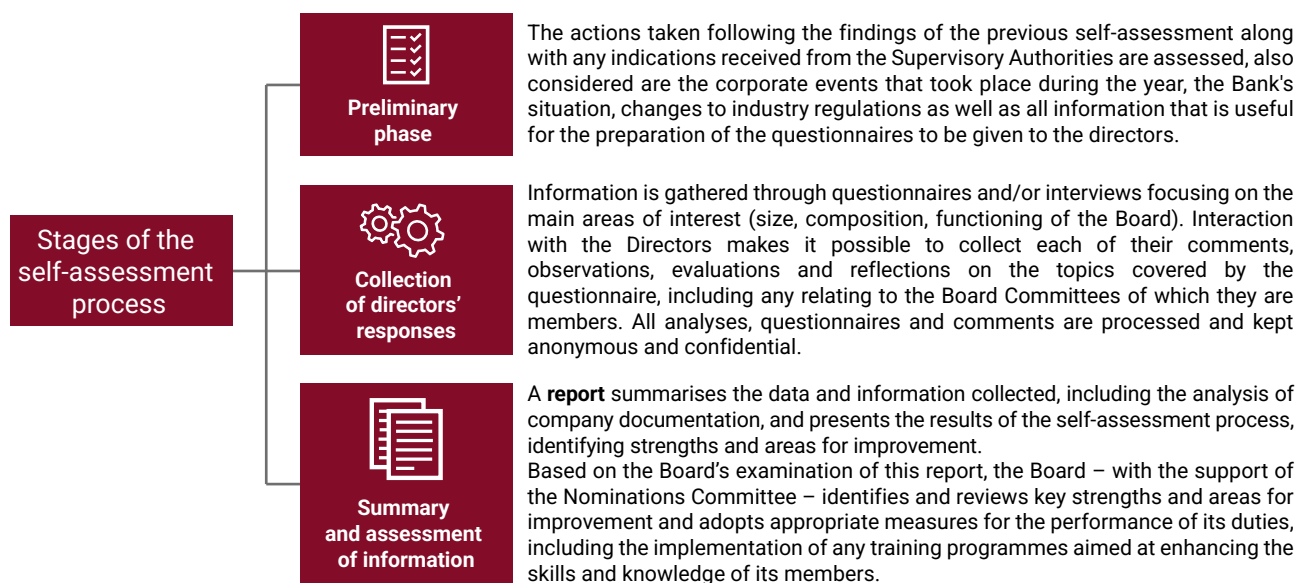 Stages of the
self-assessment
process
Preliminary
phase
The actions taken following the findings of the previous self-assessment along
with any indications received from the Supervisory Authorities are assessed, also
considered are the corporate events that took place during the year, the Bank's
situation, changes to industry regulations as well as all information that is useful
for the preparation of the questionnaires to be given to the directors.
Collection
of directors’
responses
Information is gathered through questionnaires and/or interviews focusing on the
main areas of interest (size, composition, functioning of the Board). Interaction
with the Directors makes it possible to collect each of their comments,
observations, evaluations and reflections on the topics covered by the
questionnaire, including any relating to the Board Committees of which they are
members. All analyses, questionnaires and comments are processed and kept
anonymous and confidential.
Summary
and assessment
of information
A report summarises the data and information collected, including the analysis of
company documentation, and presents the results of the self-assessment process,
identifying strengths and areas for improvement.
Based on the Board’s examination of this report, the Board – with the support of
the Nominations Committee – identifies and reviews key strengths and areas for
improvement and adopts appropriate measures for the performance of its duties,
including the implementation of any training programmes aimed at enhancing the
skills and knowledge of its members.